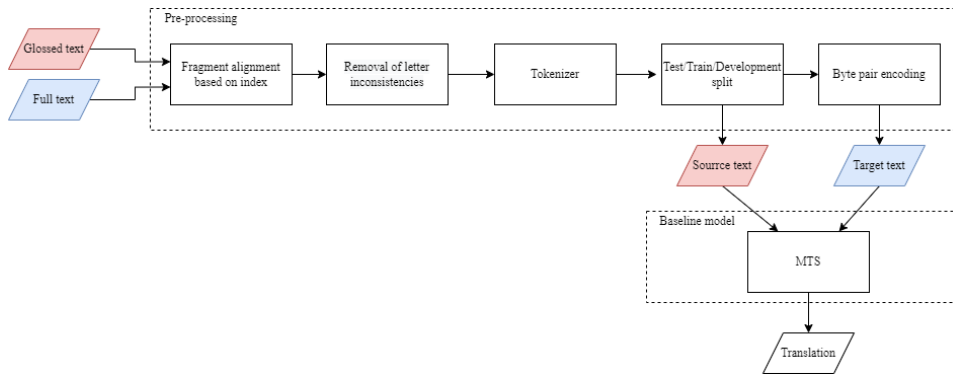 Pre-processing
Glossed text
Full text
Fragment alignment
based on index
Removal of letter
inconsistencies
Tokenizer
Test/Train/Development
split
Byte pair encoding
Sourrce text
Target text
Baseline model
MTS
Translation